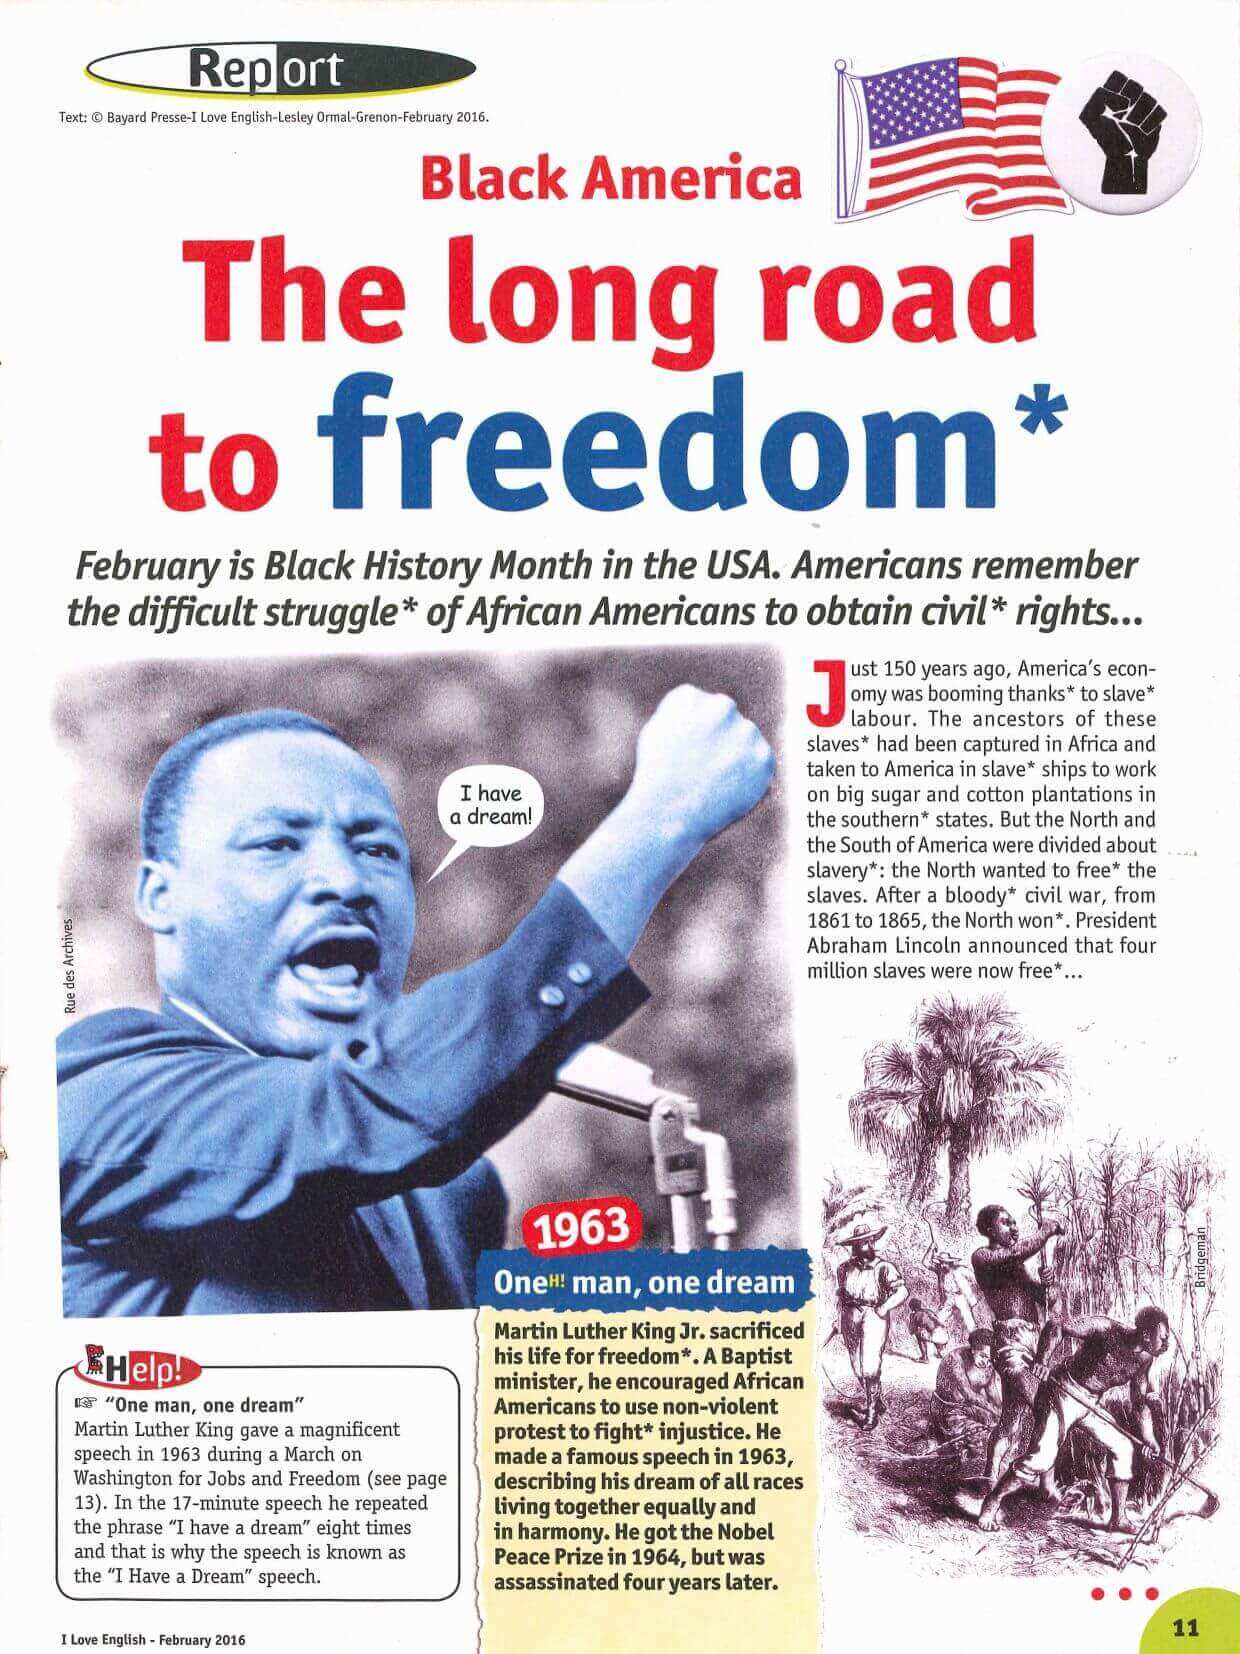 Report
Text: © Bayard Presse-I Love English-Lesley Ormal-Grenon-February 2016.
Black America
The long road
to freedom*
February is Black History Month in the USA. Americans remember
the difficult struggle* of African Americans to obtain civil* rights...
I have
a dream!
Rue des Archives
Just 150 years ago, America's econ-
omy was booming thanks* to slave*
labour. The ancestors of these
slaves* had been captured in Africa and
taken to America in slave* ships to work
on big sugar and cotton plantations in
the southern* states. But the North and
the South of America were divided about
slavery*: the North wanted to free* the
slaves. After a bloody* civil war, from
1861 to 1865, the North won*. President
Abraham Lincoln announced that four
million slaves were now free*...
Bridgeman
1963
One H! man, one dream
Martin Luther King Jr. sacrificed
his life for freedom*. A Baptist
minister, he encouraged African
Americans to use non-violent
protest to fight* injustice. He
made a famous speech in 1963,
describing his dream of all races
living together equally and
in harmony. He got the Nobel
Peace Prize in 1964, but was
assassinated four years later.
Help!
☞ "One man, one dream"
Martin Luther King gave a magnificent
speech in 1963 during a March on
Washington for Jobs and Freedom (see page
13). In the 17-minute speech he repeated
the phrase "I have a dream" eight times
and that is why the speech is known as
the "I Have a Dream" speech.
I Love English - February 2016
11